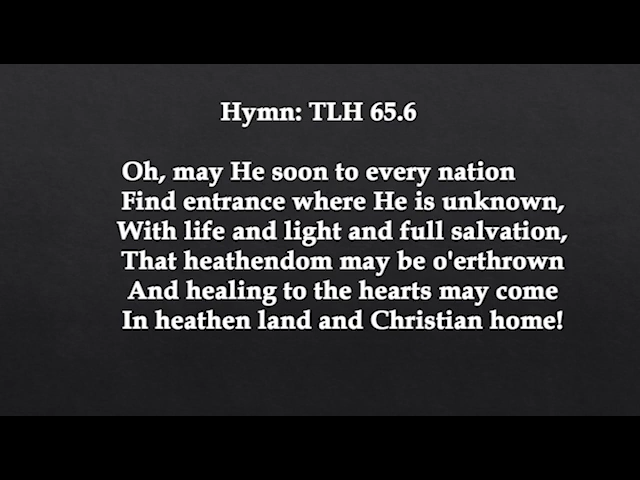 Hymn: TLH 65.6
Oh, may He soon to every nation
Find entrance where He is unknown,
With life and light and full salvation,
That heathendom may be o'erthrown
And healing to the hearts may come
In heathen land and Christian home!